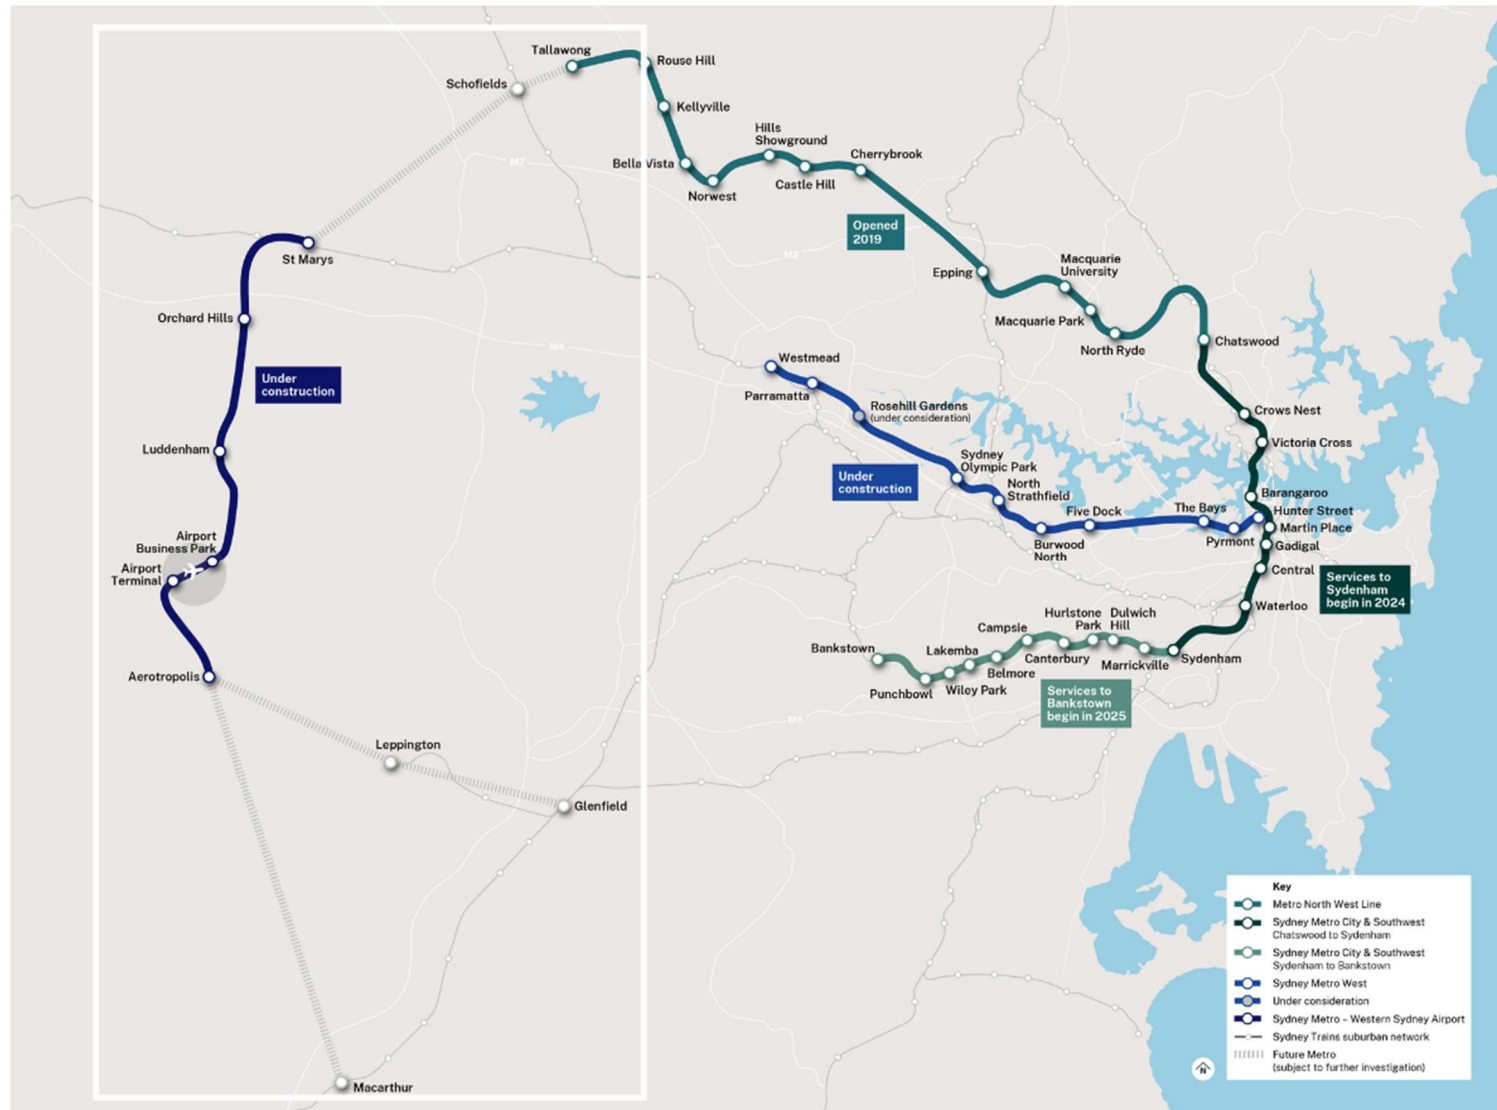 Tallawong
Rouse Hill
Schofields
Kellyville
Hills
Showground
Cherrybrook
M7
Bella Vista
Castle Hill
Norwest
Opened
2019
St Marys
M2
Epping
Macquarie
University
Orchard Hills
Macquarie Park
North Ryde
Chatswood
M4
Westmead
Under
construction
Parramatta
Rosehill Gardens
(under consideration)
Crows Nest
Victoria Cross
Luddenham
Sydney
Olympic Park
Under
construction
North
Strathfield
Barangaroo
Five Dock
The Bays
Hunter Street
Martin Place
Airport
Business Park
Burwood
North
Pyrmont
Gadigal
Airport
Terminal
Central
Services to
Sydenham
begin in 2024
Waterloo
Hurlstone
Park
Dulwich
Hill
Campsie
Bankstown
Lakemba
Canterbury
Marrickville
Sydenham
Belmore
Aerotropolis
Punchbowl
Wiley Park
Services to
Bankstown
begin in 2025
M5
Leppington
Glenfield
Macarthur
Key
Metro North West Line
Sydney Metro City & Southwest
Chatswood to Sydenham
Sydney Metro City & Southwest
Sydenham to Bankstown
Sydney Metro West
Under consideration
Sydney Metro – Western Sydney Airport
Sydney Trains suburban network
Future Metro
(subject to further investigation)
N